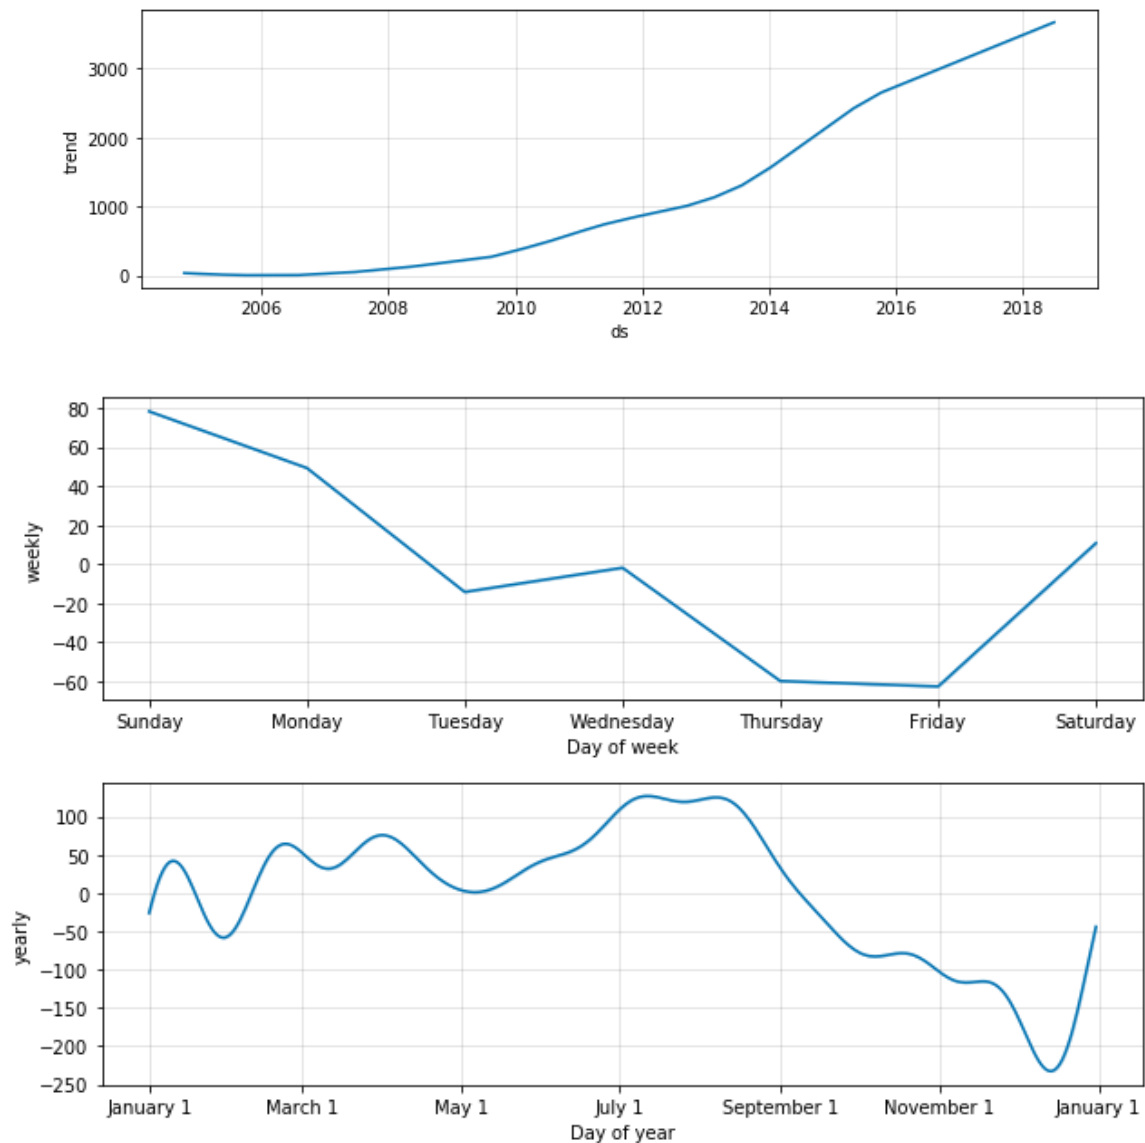 trend
3000
2000
1000
0
2006 2008 2010 2012 2014 2016 2018
ds
weekly
80
60
40
20
0
−20
−40
−60
Sunday Monday Tuesday Wednesday Thursday Friday Saturday
Day of week
yearly
100
50
0
−50
−100
−150
−200
−250
January 1 March 1 May 1 July 1 September 1 November 1 January 1
Day of year